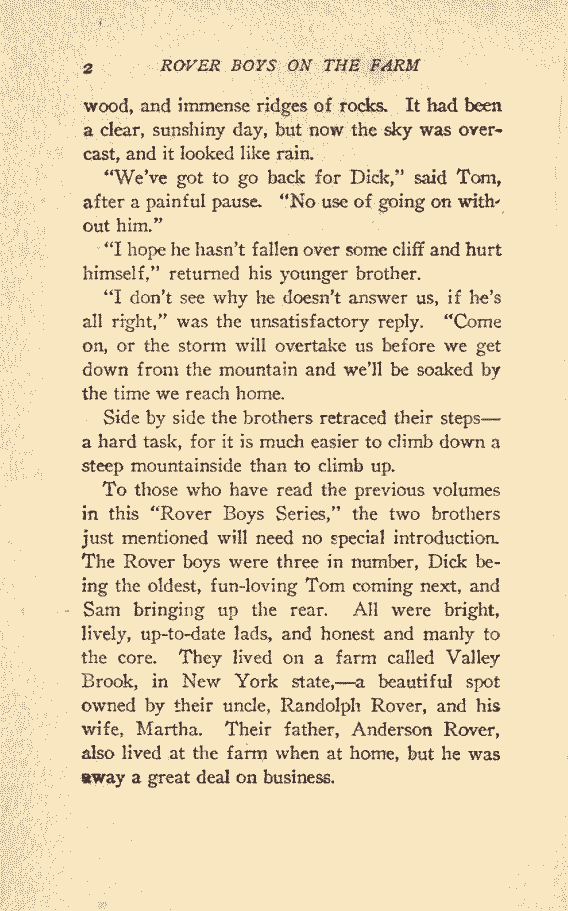 2 ROVER BOYS ON THE FARM
wood, and immense ridges of rocks. It had been
a clear, sunshiny day, but now the sky was over-
cast, and it looked like rain.
“We’ve got to go back for Dick,” said Tom,
after a painful pause. “No use of going on with-
out him.”
“I hope he hasn’t fallen over some cliff and hurt
himself,” returned his younger brother.
“I don’t see why he doesn’t answer us, if he’s
all right,” was the unsatisfactory reply. “Come
on, or the storm will overtake us before we get
down from the mountain and we’ll be soaked by
the time we reach home.
Side by side the brothers retraced their steps—
a hard task, for it is much easier to climb down a
steep mountainside than to climb up.
To those who have read the previous volumes
in this “Rover Boys Series,” the two brothers
just mentioned will need no special introduction.
The Rover boys were three in number, Dick be-
ing the oldest, fun-loving Tom coming next, and
Sam bringing up the rear. All were bright,
lively, up-to-date lads, and honest and manly to
the core. They lived on a farm called Valley
Brook, in New York state,—a beautiful spot
owned by their uncle, Randolph Rover, and his
wife, Martha. Their father, Anderson Rover,
also lived at the farm when at home, but he was
away a great deal on business.